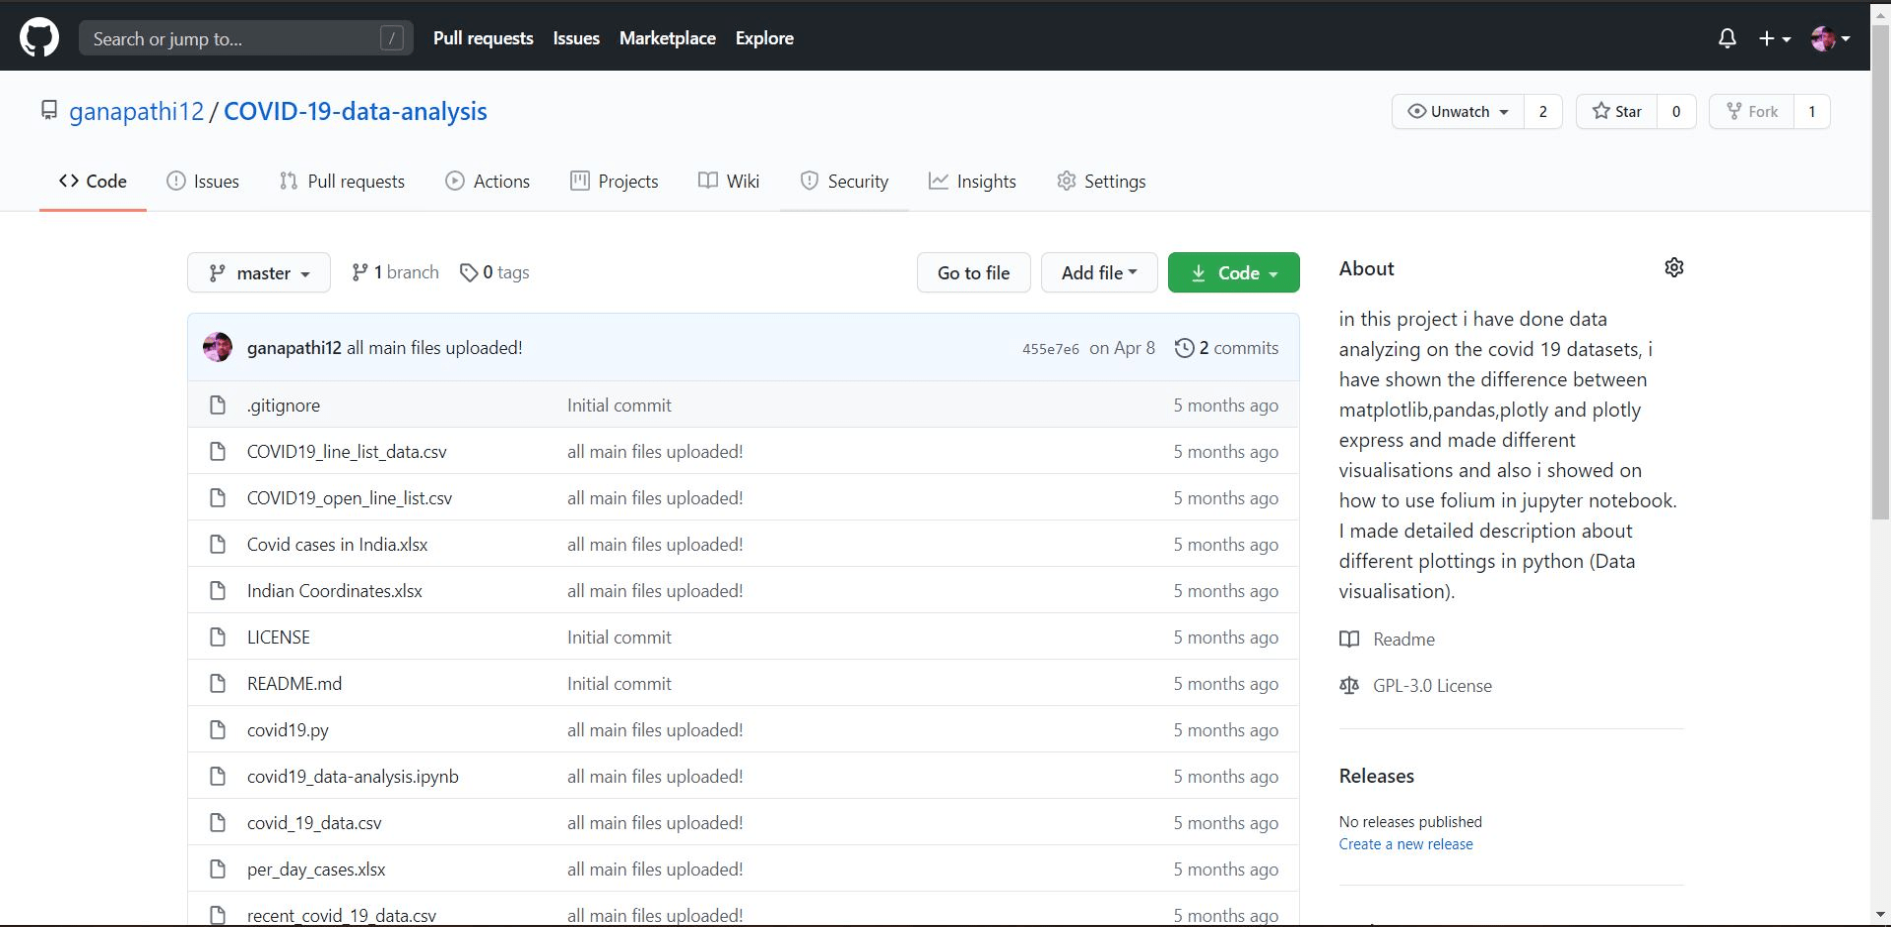 Search or jump to... /
Pull requests Issues Marketplace Explore
ganapathi12 / COVID-19-data-analysis
Unwatch 2 Star 0 Fork 1
Code Issues Pull requests Actions Projects Wiki Security Insights Settings
master 1 branch 0 tags Go to file Add file Code
ganapathi12 all main files uploaded! 455e7e6 on Apr 8 2 commits
.gitignore Initial commit 5 months ago
COVID19_line_list_data.csv all main files uploaded! 5 months ago
COVID19_open_line_list.csv all main files uploaded! 5 months ago
Covid cases in India.xlsx all main files uploaded! 5 months ago
Indian Coordinates.xlsx all main files uploaded! 5 months ago
LICENSE Initial commit 5 months ago
README.md Initial commit 5 months ago
covid19.py all main files uploaded! 5 months ago
covid19_data-analysis.ipynb all main files uploaded! 5 months ago
covid_19_data.csv all main files uploaded! 5 months ago
per_day_cases.xlsx all main files uploaded! 5 months ago
recent_covid_19_data.csv all main files uploaded! 5 months ago
About
in this project i have done data
analyzing on the covid 19 datasets, i
have shown the difference between
matplotlib,pandas,plotly and plotly
express and made different
visualisations and also i showed on
how to use folium in jupyter notebook.
I made detailed description about
different plottings in python (Data
visualisation).
Readme
GPL-3.0 License
Releases
No releases published
Create a new release